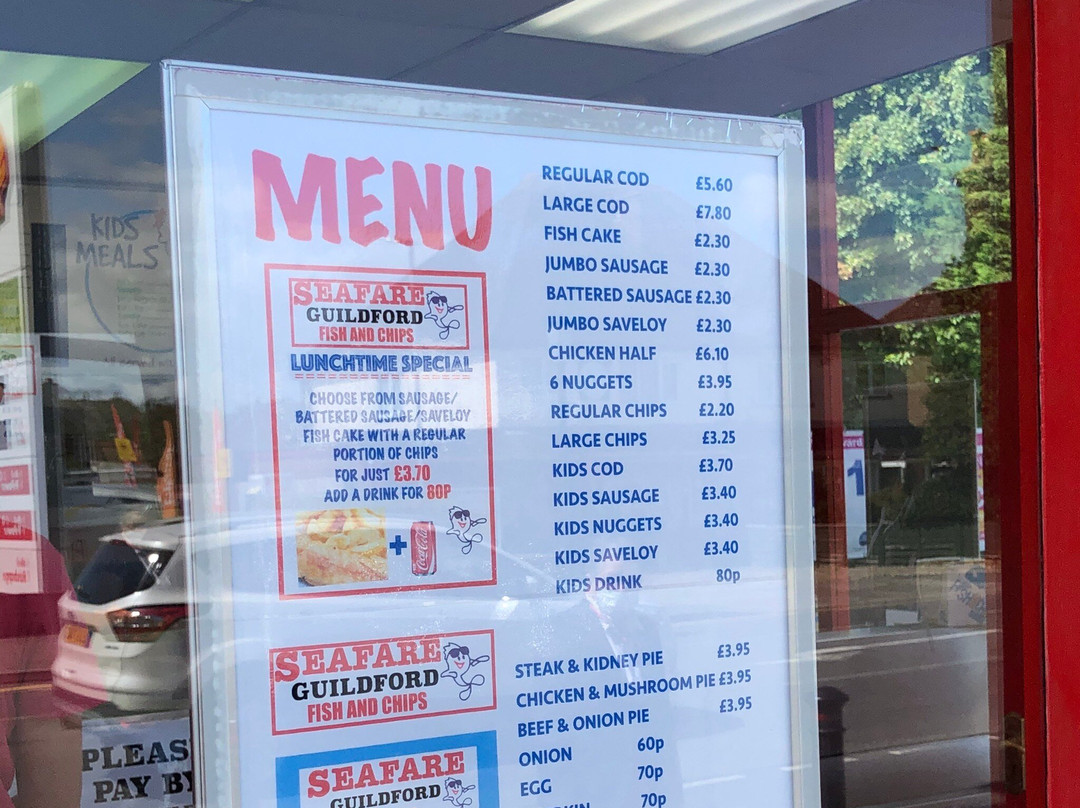 MENU
SEAFARE
GUILDFORD
FISH AND CHIPS
LUNCHTIME SPECIAL
CHOOSE FROM SAUSAGE/
BATTERED SAUSAGE/SAVELOY
FISH CAKE WITH A REGULAR
PORTION OF CHIPS
FOR JUST £3.70
ADD A DRINK FOR 80P
+
Coca-Cola
SEAFARE
GUILDFORD
FISH AND CHIPS
SEAFARE
GUILDFORD
REGULAR COD £5.60
LARGE COD £7.80
FISH CAKE £2.30
JUMBO SAUSAGE £2.30
BATTERED SAUSAGE £2.30
JUMBO SAVELOY £2.30
CHICKEN HALF £6.10
6 NUGGETS £3.95
REGULAR CHIPS £2.20
LARGE CHIPS £3.25
KIDS COD £3.70
KIDS SAUSAGE £3.40
KIDS NUGGETS £3.40
KIDS SAVELOY £3.40
KIDS DRINK 80p
STEAK & KIDNEY PIE £3.95
CHICKEN & MUSHROOM PIE £3.95
BEEF & ONION PIE £3.95
ONION 60p
EGG 70p
70p
KIDS
MEALS
PLEAS
PAY BY
1